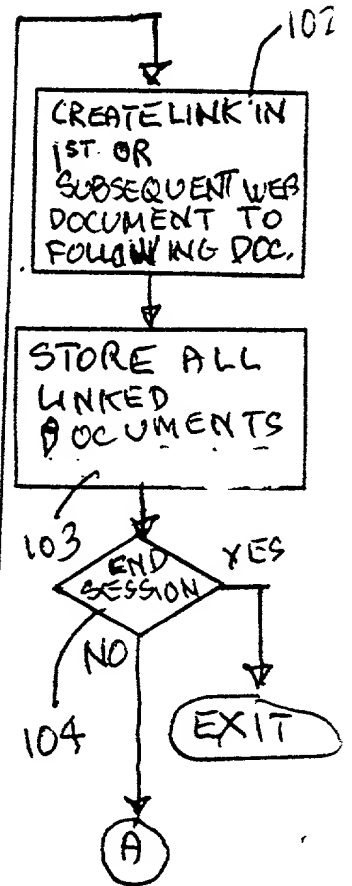 102
CREATE LINK IN
1ST. OR
SUBSEQUENT WEB
DOCUMENT TO
FOLLOWING DOC.
STORE ALL
LINKED
DOCUMENTS
103
END
SESSION
YES
NO
104
EXIT
A